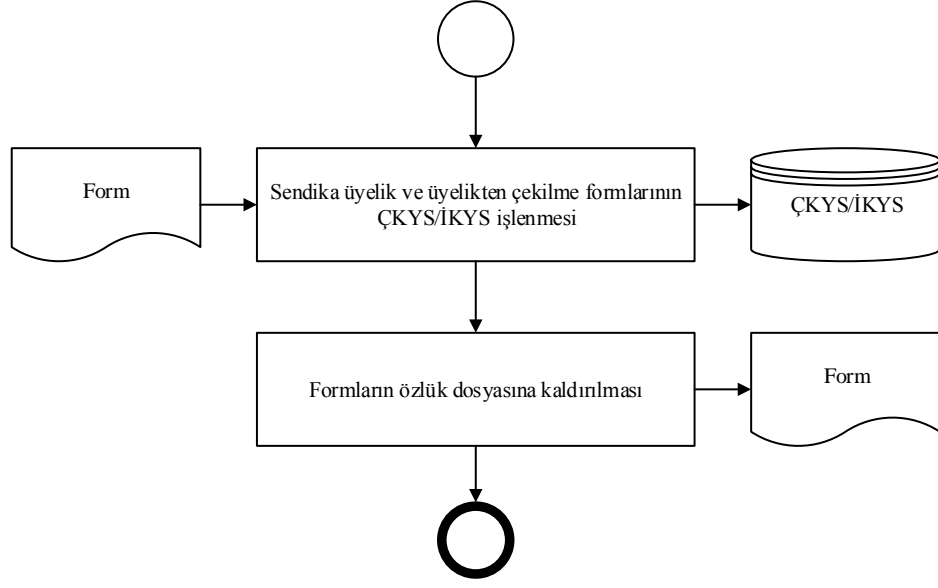 Form
Sendika üyelik ve üyelikten çekilme formlarının
ÇKYS/İKYS işlenmesi
ÇKYS/İKYS
Formların özlük dosyasına kaldırılması
Form